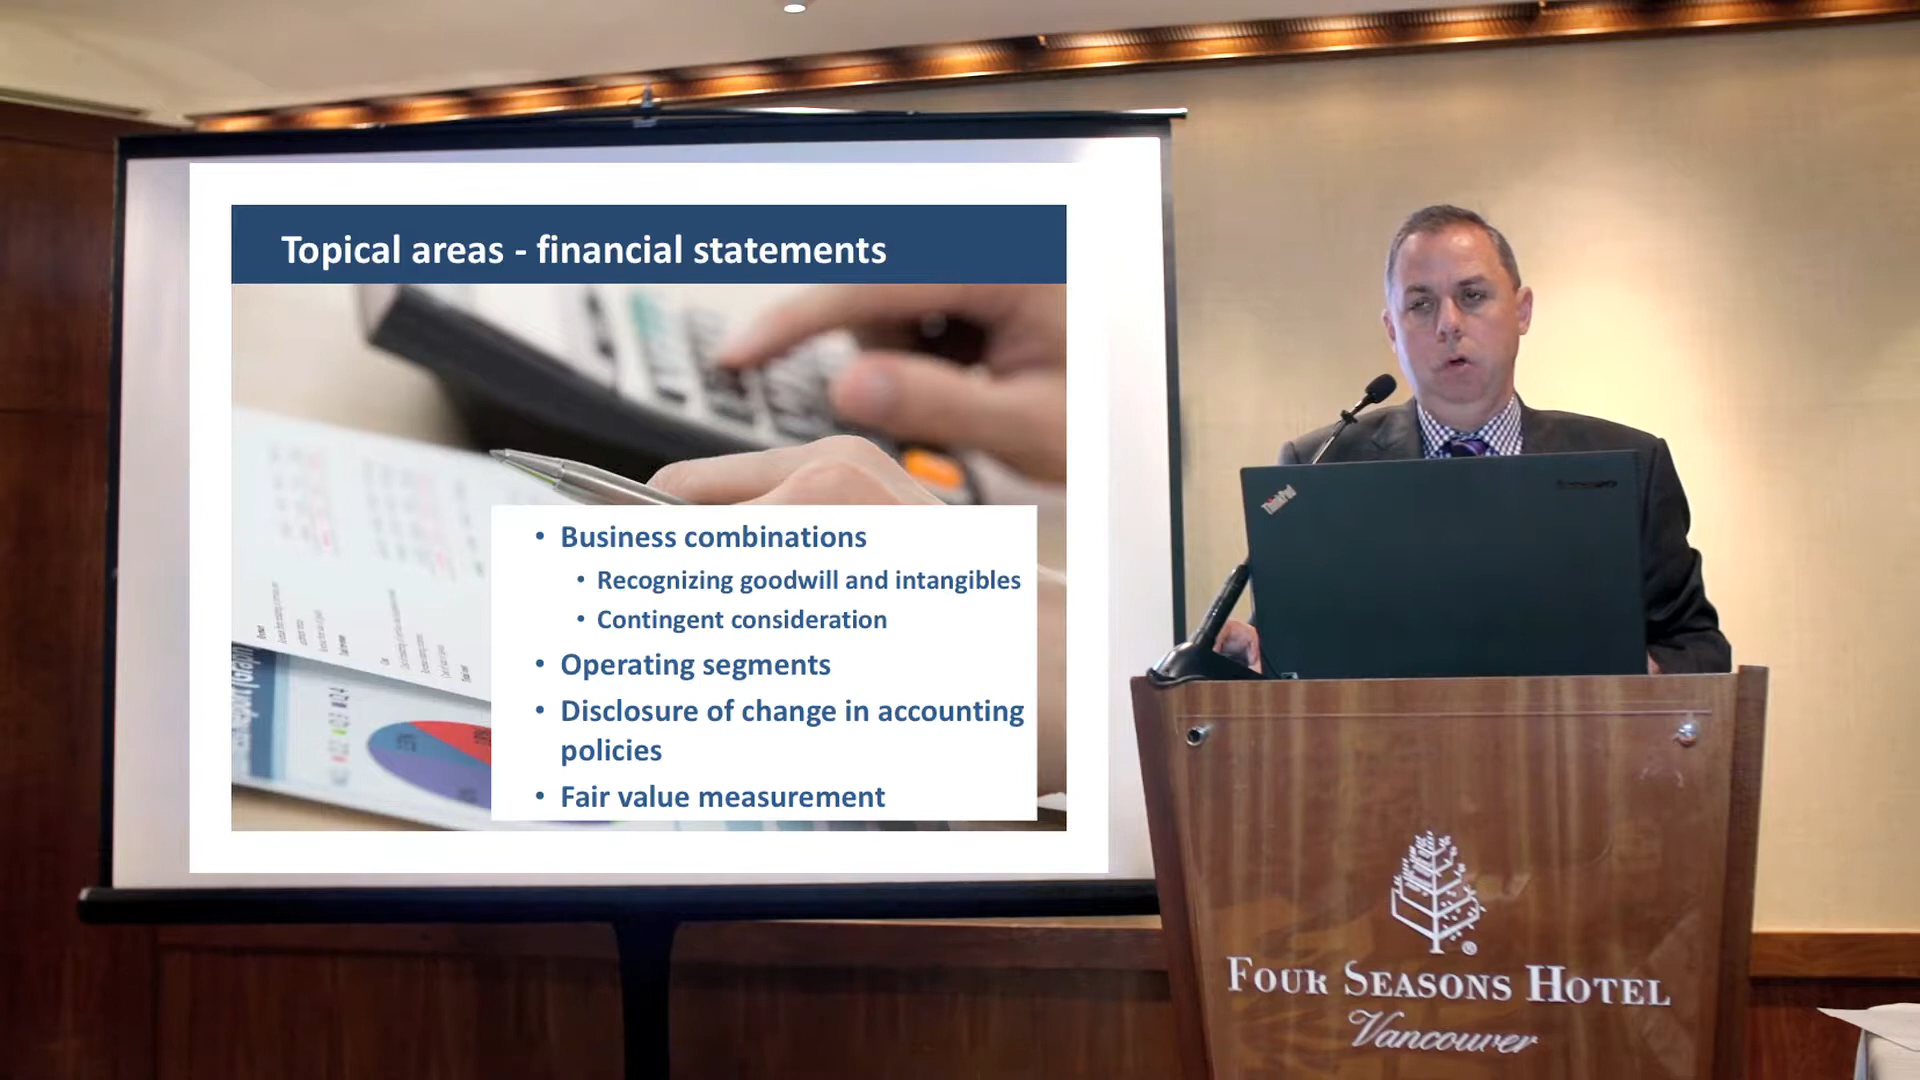 Topical areas - financial statements
• Business combinations
• Recognizing goodwill and intangibles
• Contingent consideration
• Operating segments
• Disclosure of change in accounting
policies
• Fair value measurement
ThinkPad
FOUR SEASONS HOTEL
Vancouver